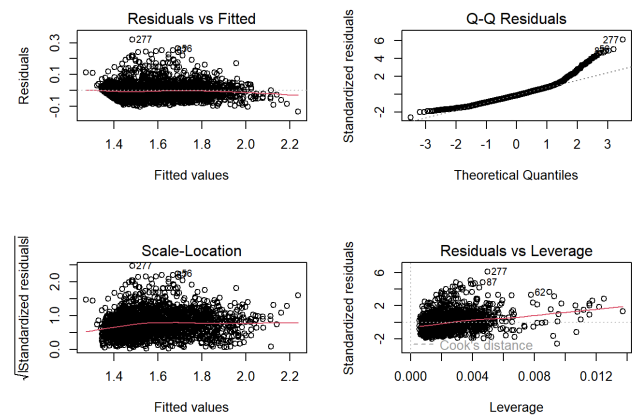 Residuals vs Fitted
Residuals
-0.1 0.1 0.3
277
1.4 1.6 1.8 2.0 2.2
Fitted values
Q-Q Residuals
Standardized residuals
-2 2 4 6
277
-3 -2 -1 0 1 2 3
Theoretical Quantiles
Scale-Location
√|Standardized residuals|
0.0 1.0 2.0
277
1.4 1.6 1.8 2.0 2.2
Fitted values
Residuals vs Leverage
Standardized residuals
-2 2 6
277
87
62
Cook's distance
0.000 0.004 0.008 0.012
Leverage